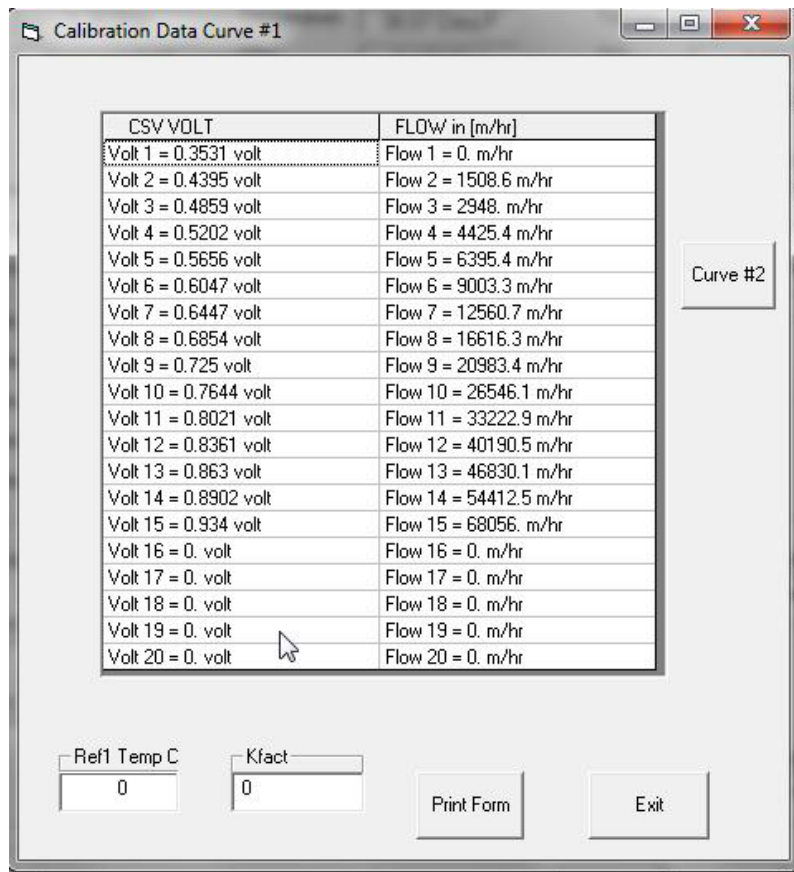 Calibration Data Curve #1
CSV VOLT FLOW in [m/hr]
Volt 1 = 0.3531 volt Flow 1 = 0. m/hr
Volt 2 = 0.4395 volt Flow 2 = 1508.6 m/hr
Volt 3 = 0.4859 volt Flow 3 = 2948. m/hr
Volt 4 = 0.5202 volt Flow 4 = 4425.4 m/hr
Volt 5 = 0.5656 volt Flow 5 = 6395.4 m/hr
Volt 6 = 0.6047 volt Flow 6 = 9003.3 m/hr
Volt 7 = 0.6447 volt Flow 7 = 12560.7 m/hr
Volt 8 = 0.6854 volt Flow 8 = 16616.3 m/hr
Volt 9 = 0.725 volt Flow 9 = 20983.4 m/hr
Volt 10 = 0.7644 volt Flow 10 = 26546.1 m/hr
Volt 11 = 0.8021 volt Flow 11 = 33222.9 m/hr
Volt 12 = 0.8361 volt Flow 12 = 40190.5 m/hr
Volt 13 = 0.863 volt Flow 13 = 46830.1 m/hr
Volt 14 = 0.8902 volt Flow 14 = 54412.5 m/hr
Volt 15 = 0.934 volt Flow 15 = 68056. m/hr
Volt 16 = 0. volt Flow 16 = 0. m/hr
Volt 17 = 0. volt Flow 17 = 0. m/hr
Volt 18 = 0. volt Flow 18 = 0. m/hr
Volt 19 = 0. volt Flow 19 = 0. m/hr
Volt 20 = 0. volt Flow 20 = 0. m/hr
Curve #2
Ref1 Temp C Kfact
0 0
Print Form Exit